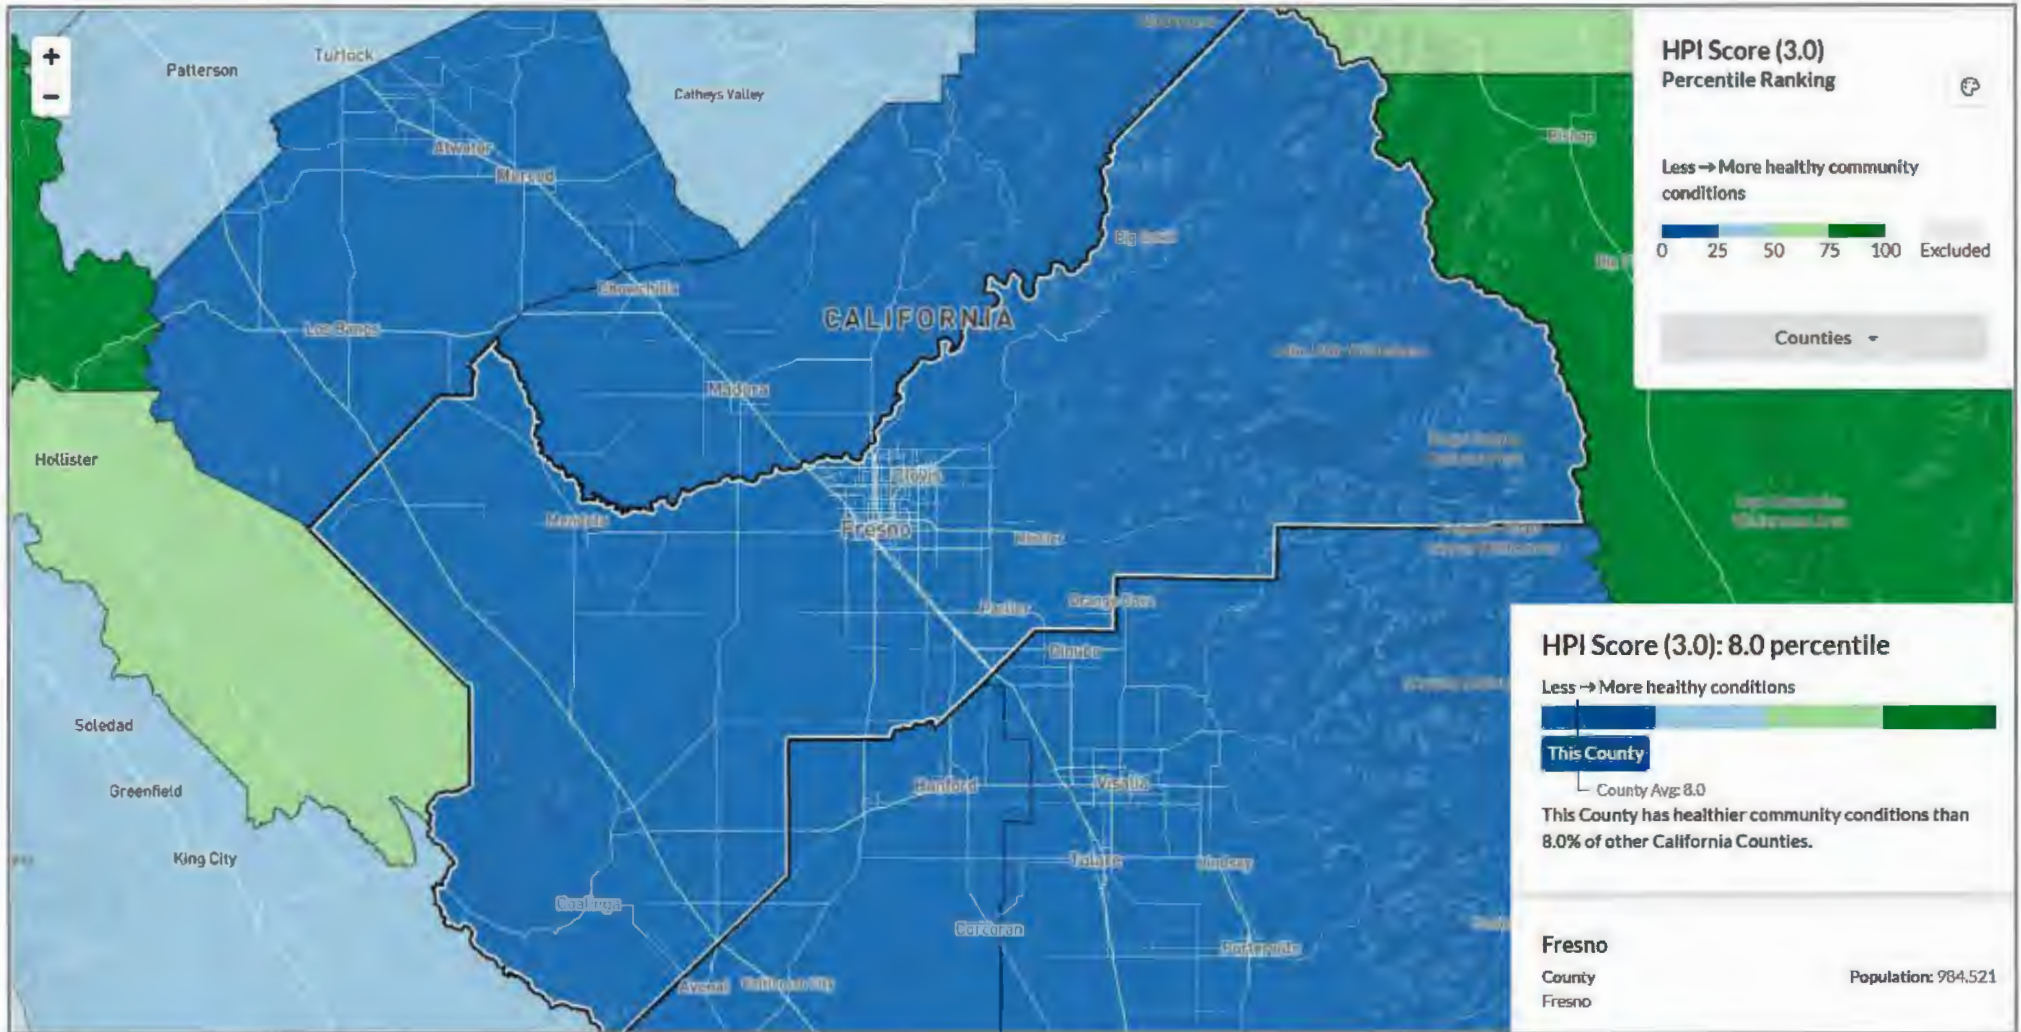 +
−
Patterson
Turlock
Catheys Valley
Atwater
Merced
Chowchilla
Los Banos
CALIFORNIA
Madera
Hollister
Clovis
Mendota
Fresno
Parlier
Orange Cove
Dinuba
Soledad
Greenfield
King City
Hanford
Visalia
Tulare
Lindsay
Coalinga
Corcoran
Porterville
Avenal
Bishop
HPI Score (3.0)
Percentile Ranking
Less → More healthy community
conditions
0 25 50 75 100 Excluded
Counties
HPI Score (3.0): 8.0 percentile
Less → More healthy conditions
This County
County Avg: 8.0
This County has healthier community conditions than
8.0% of other California Counties.
Fresno
County Population: 984,521
Fresno